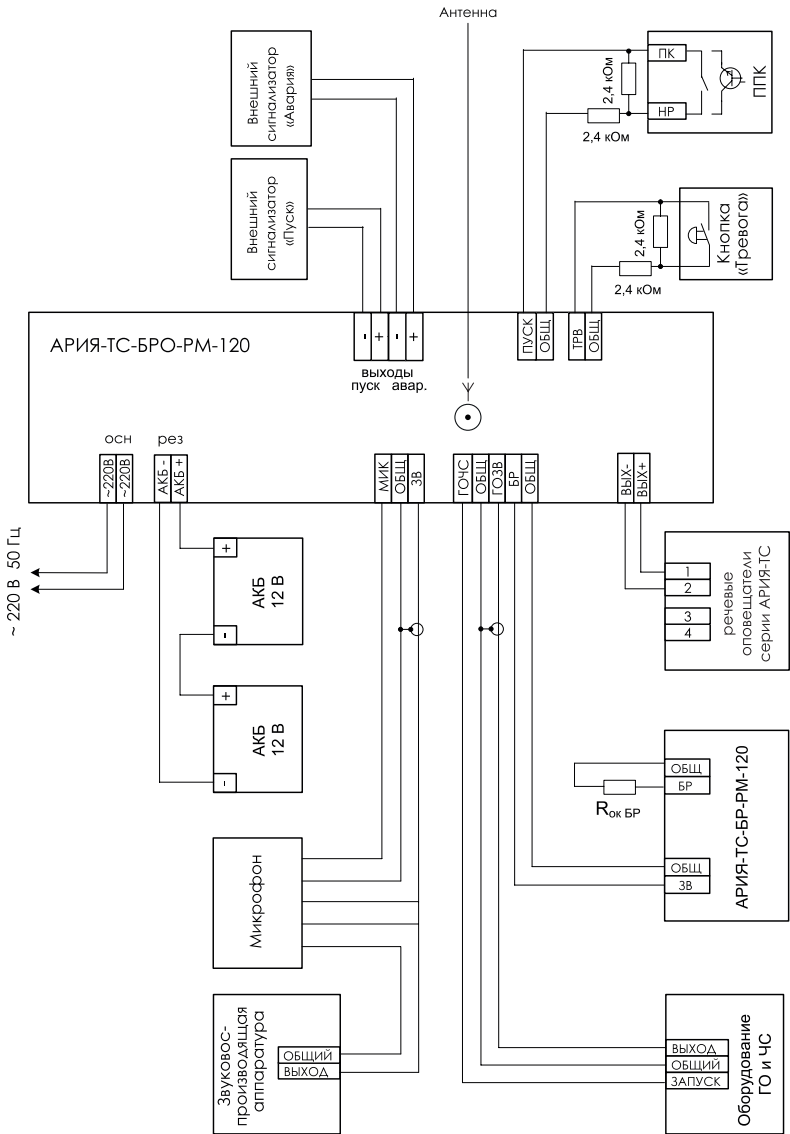 Антенна
Внешний
сигнализатор
«Авария»
Внешний
сигнализатор
«Пуск»
ПК
НР
ППК
2,4 кОм
2,4 кОм
Кнопка
«Тревога»
2,4 кОм
2,4 кОм
АРИЯ-ТС-БРО-РМ-120
-
+
-
+
выходы
пуск авар.
ПУСК
ОБЩ
ТРВ
ОБЩ
осн
рез
~220В
~220В
АКБ -
АКБ +
МИК
ОБЩ
ЗВ
ГОЧС
ОБЩ
ГОЗВ
БР
ОБЩ
ВЫХ-
ВЫХ+
~ 220 В 50 Гц
+
АКБ
12 В
-
+
АКБ
12 В
-
1
2
3
4
речевые
оповещатели
серии АРИЯ-ТС
ОБЩ
БР
Rок БР
ОБЩ
ЗВ
АРИЯ-ТС-БР-РМ-120
Микрофон
Звуковос-
производящая
аппаратура
ОБЩИЙ
ВЫХОД
ВЫХОД
ОБЩИЙ
ЗАПУСК
Оборудование
ГО и ЧС